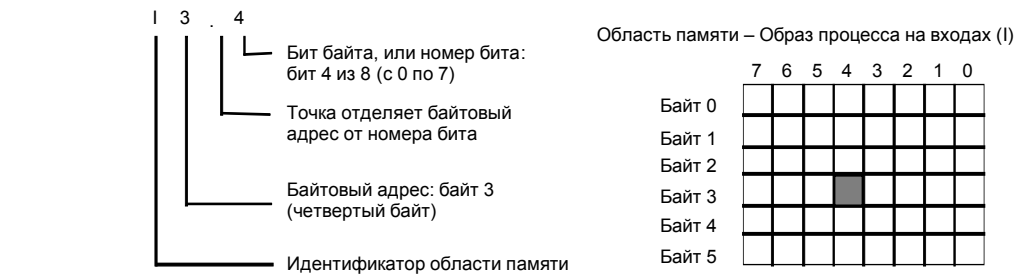 I 3 . 4
Бит байта, или номер бита:
бит 4 из 8 (с 0 по 7)
Точка отделяет байтовый
адрес от номера бита
Байтовый адрес: байт 3
(четвертый байт)
Идентификатор области памяти
Область памяти – Образ процесса на входах (I)
7 6 5 4 3 2 1 0
Байт 0
Байт 1
Байт 2
Байт 3
Байт 4
Байт 5